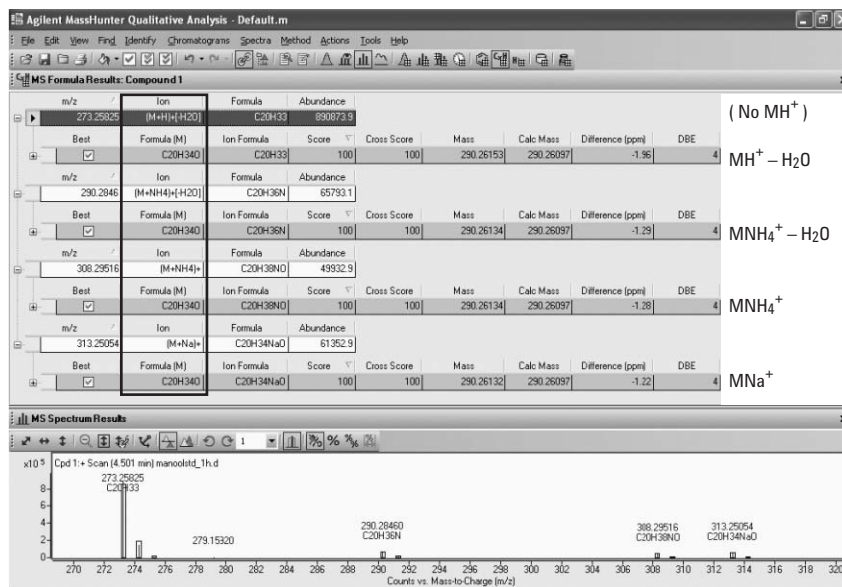 Agilent MassHunter Qualitative Analysis - Default.m
File Edit View Find Identify Chromatograms Spectra Method Actions Tools Help
MS Formula Results: Compound 1
m/z Ion Formula Abundance
273.25825 (M+H)+[-H2O] C20H33 890873.9 ( No MH+ )
Best Formula (M) Ion Formula Score Cross Score Mass Calc Mass Difference (ppm) DBE
C20H34O C20H33 100 100 290.26153 290.26097 -1.96 4 MH+ – H2O
m/z Ion Formula Abundance
290.2846 (M+NH4)+[-H2O] C20H36N 65793.1
Best Formula (M) Ion Formula Score Cross Score Mass Calc Mass Difference (ppm) DBE
C20H34O C20H36N 100 100 290.26134 290.26097 -1.29 4 MNH4+ – H2O
m/z Ion Formula Abundance
308.29516 (M+NH4)+ C20H38NO 49932.9
Best Formula (M) Ion Formula Score Cross Score Mass Calc Mass Difference (ppm) DBE
C20H34O C20H38NO 100 100 290.26134 290.26097 -1.28 4 MNH4+
m/z Ion Formula Abundance
313.25054 (M+Na)+ C20H34NaO 61352.9
Best Formula (M) Ion Formula Score Cross Score Mass Calc Mass Difference (ppm) DBE
C20H34O C20H34NaO 100 100 290.26132 290.26097 -1.22 4 MNa+
MS Spectrum Results
1
x10 5 Cpd 1:+ Scan (4.501 min) manoolstd_1h.d
273.25825
C20H33
279.15320
290.28460
C20H36N
308.29516
C20H38NO
313.25054
C20H34NaO
8
6
4
2
0
270 272 274 276 278 280 282 284 286 288 290 292 294 296 298 300 302 304 306 308 310 312 314 316 318 320
Counts vs. Mass-to-Charge (m/z)